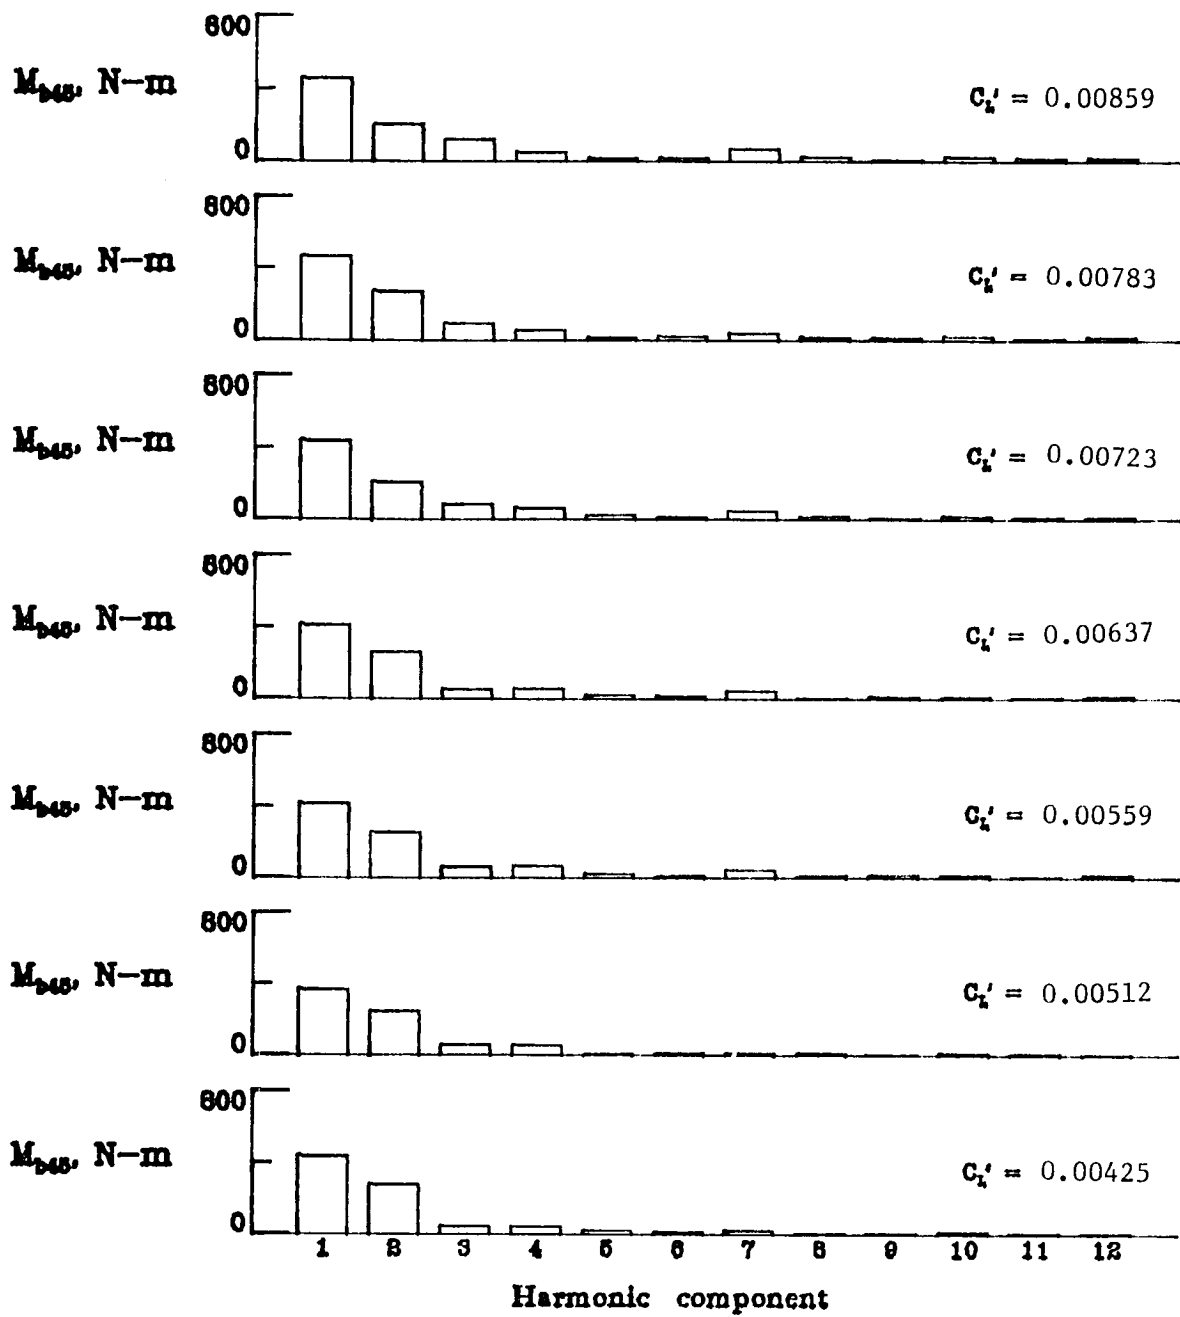 800
M_b45, N-m
C_L' = 0.00859
0
800
M_b45, N-m
C_L' = 0.00783
0
800
M_b45, N-m
C_L' = 0.00723
0
800
M_b45, N-m
C_L' = 0.00637
0
800
M_b45, N-m
C_L' = 0.00559
0
800
M_b45, N-m
C_L' = 0.00512
0
800
M_b45, N-m
C_L' = 0.00425
0
1 2 3 4 5 6 7 8 9 10 11 12
Harmonic component